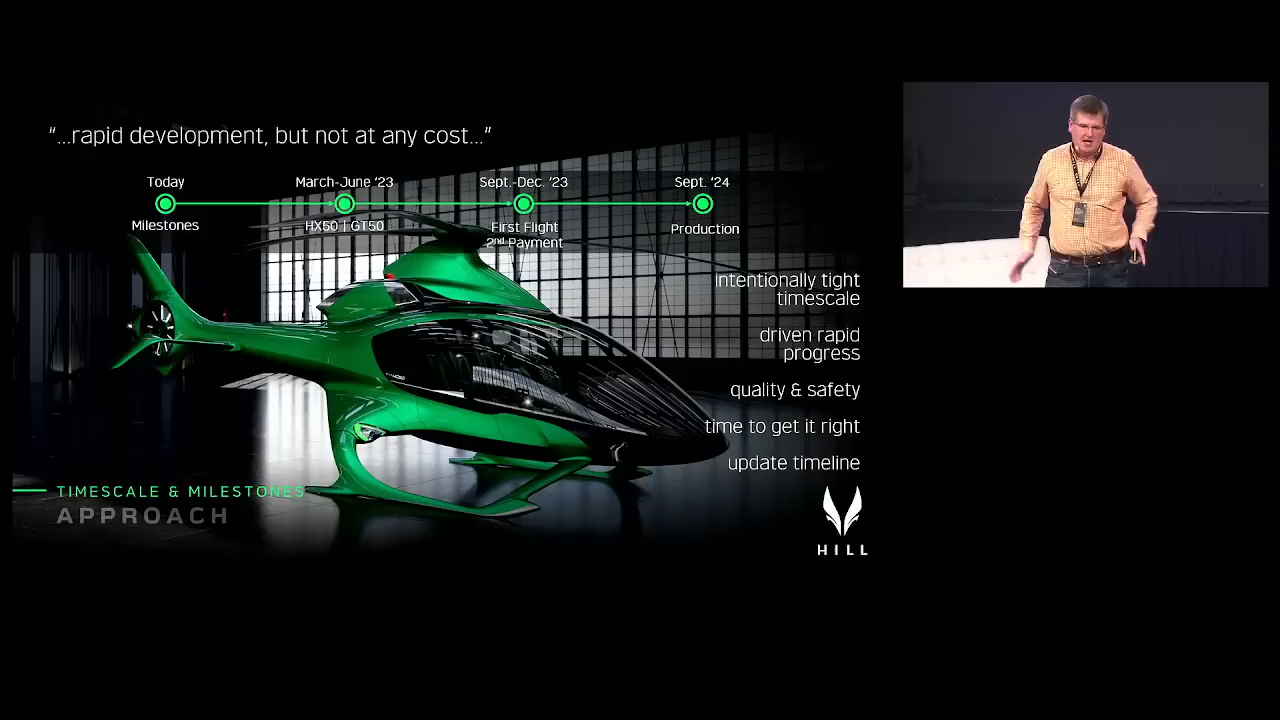 “...rapid development, but not at any cost...”
Today
March-June ‘23
Sept.-Dec. ‘23
Sept. ‘24
Milestones
HX50 | GT50
First Flight
2nd Payment
Production
intentionally tight
timescale
driven rapid
progress
quality & safety
time to get it right
update timeline
TIMESCALE & MILESTONES
APPROACH
HILL